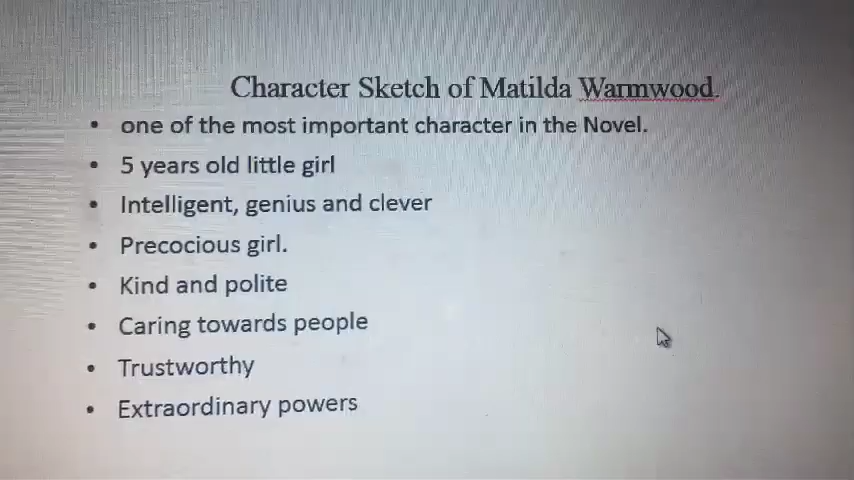 Character Sketch of Matilda Warmwood.
• one of the most important character in the Novel.
• 5 years old little girl
• Intelligent, genius and clever
• Precocious girl.
• Kind and polite
• Caring towards people
• Trustworthy
• Extraordinary powers